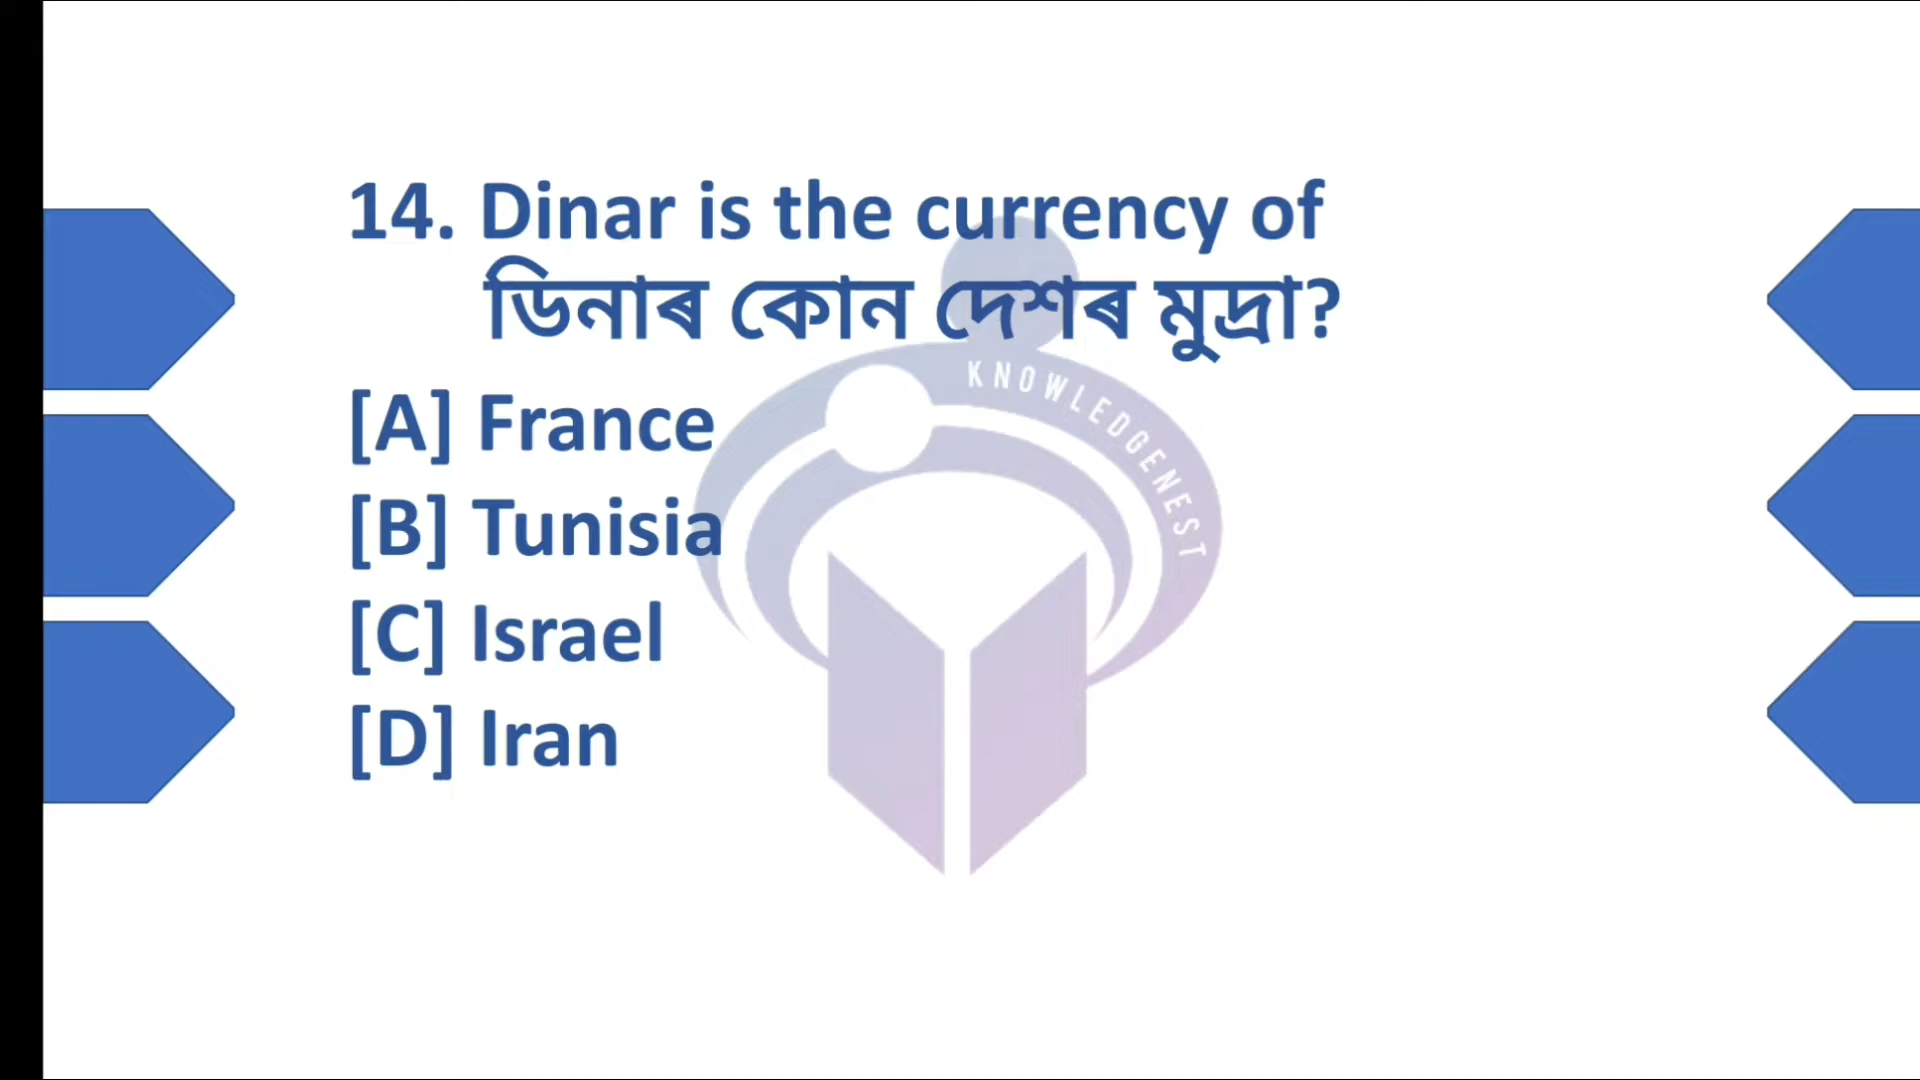 14. Dinar is the currency of
ডিনাৰ কোন দেশৰ মুদ্ৰা?
[A] France
[B] Tunisia
[C] Israel
[D] Iran
KNOWLEDGENEST